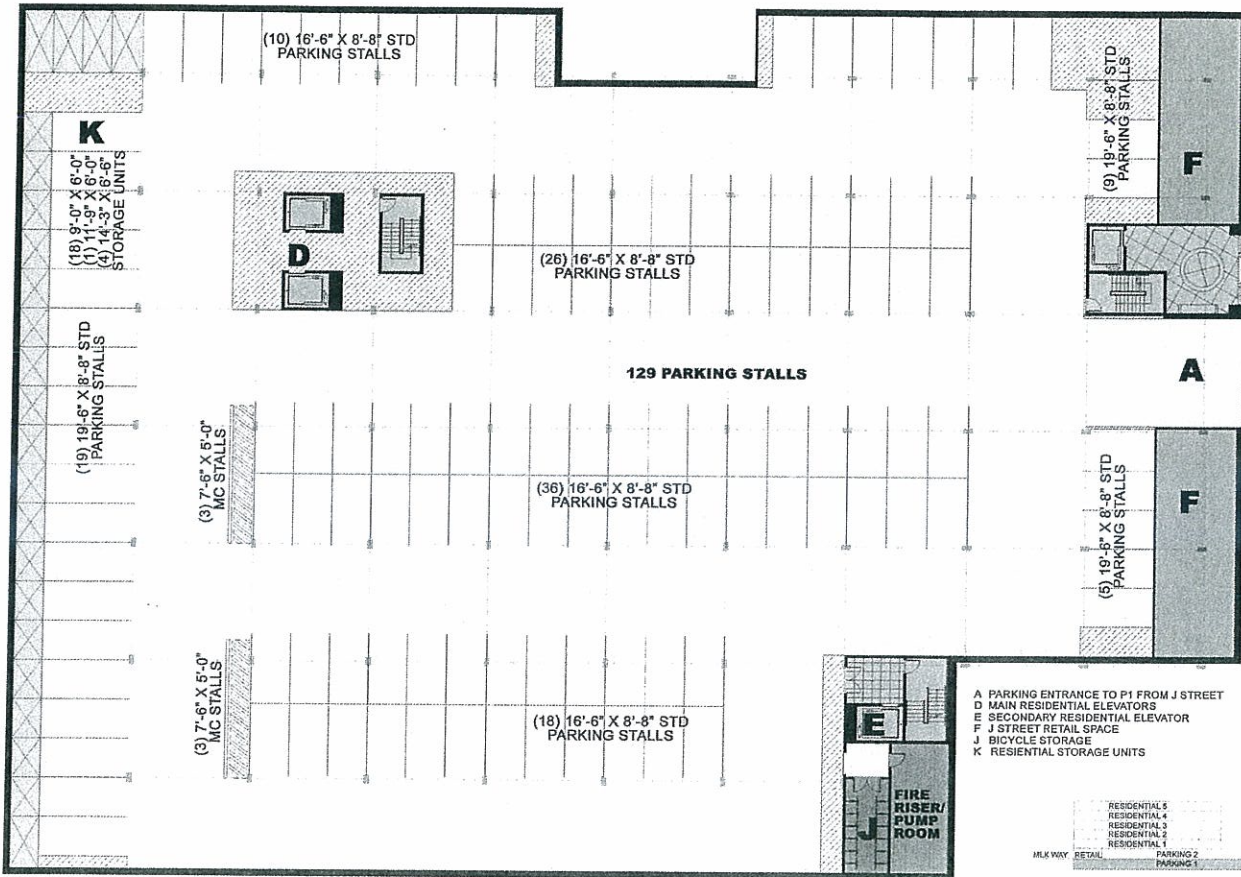 (10) 16'-6" X 8'-8" STD
PARKING STALLS
(9) 19'-6" X 8'-8" STD
PARKING STALLS
K
(18) 9'-0" X 6'-0"
(1) 11'-9" X 6'-0"
(4) 14'-3" X 6'-6"
STORAGE UNITS
F
D
(26) 16'-6" X 8'-8" STD
PARKING STALLS
(19) 19'-6" X 8'-8" STD
PARKING STALLS
129 PARKING STALLS
A
(3) 7'-6" X 5'-0"
MC STALLS
(36) 16'-6" X 8'-8" STD
PARKING STALLS
(5) 19'-6" X 8'-8" STD
PARKING STALLS
F
(3) 7'-6" X 5'-0"
MC STALLS
(18) 16'-6" X 8'-8" STD
PARKING STALLS
E
J
FIRE
RISER/
PUMP
ROOM
A PARKING ENTRANCE TO P1 FROM J STREET
D MAIN RESIDENTIAL ELEVATORS
E SECONDARY RESIDENTIAL ELEVATOR
F J STREET RETAIL SPACE
J BICYCLE STORAGE
K RESIENTIAL STORAGE UNITS
RESIDENTIAL 5
RESIDENTIAL 4
RESIDENTIAL 3
RESIDENTIAL 2
RESIDENTIAL 1
MLK WAY RETAIL PARKING 2
PARKING 1